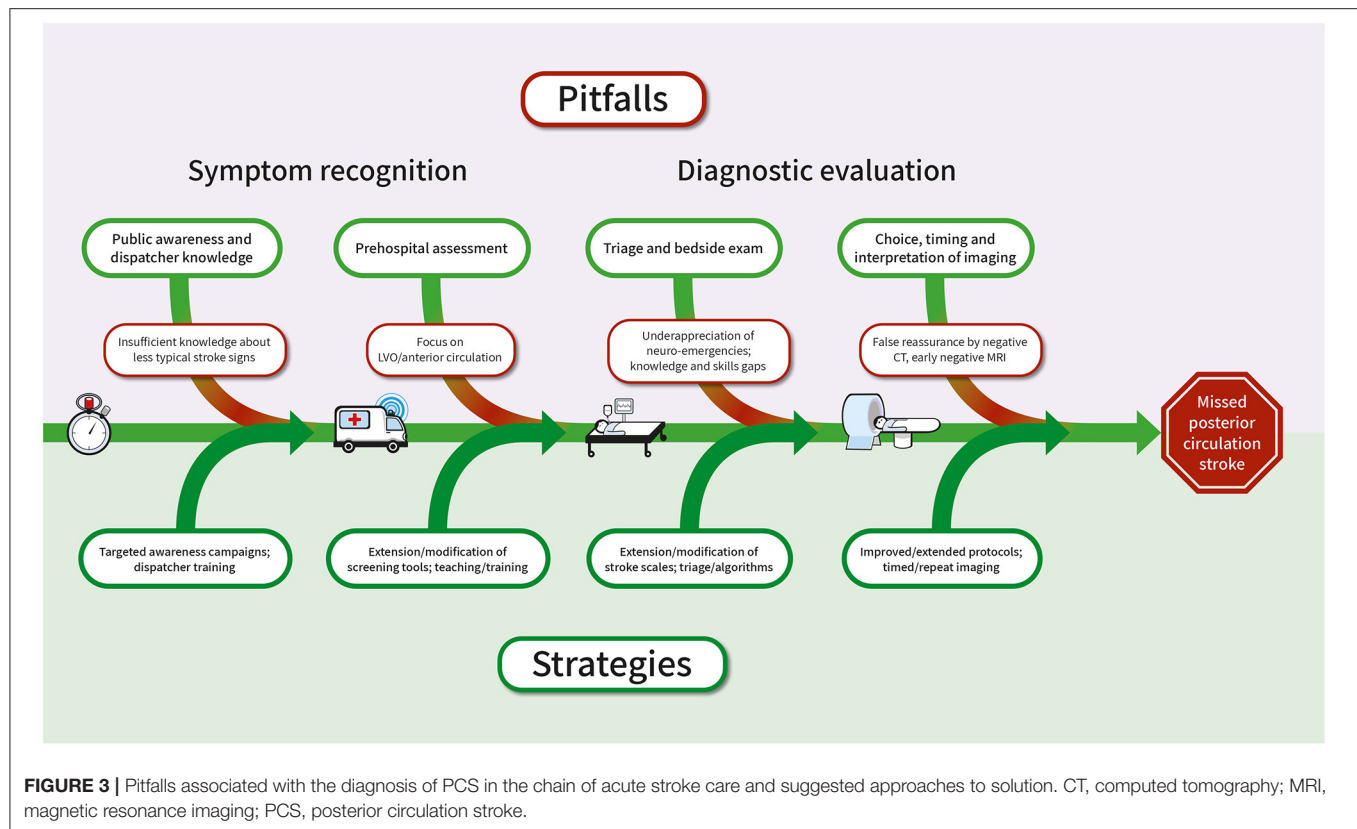 Pitfalls
Symptom recognition
Diagnostic evaluation
Public awareness and
dispatcher knowledge
Prehospital assessment
Triage and bedside exam
Choice, timing and
interpretation of imaging
Insufficient knowledge about
less typical stroke signs
Focus on
LVO/anterior circulation
Underappreciation of
neuro-emergencies;
knowledge and skills gaps
False reassurance by negative
CT, early negative MRI
Missed
posterior
circulation
stroke
Targeted awareness campaigns;
dispatcher training
Extension/modification of
screening tools; teaching/training
Extension/modification of
stroke scales; triage/algorithms
Improved/extended protocols;
timed/repeat imaging
Strategies
FIGURE 3 | Pitfalls associated with the diagnosis of PCS in the chain of acute stroke care and suggested approaches to solution. CT, computed tomography; MRI,
magnetic resonance imaging; PCS, posterior circulation stroke.